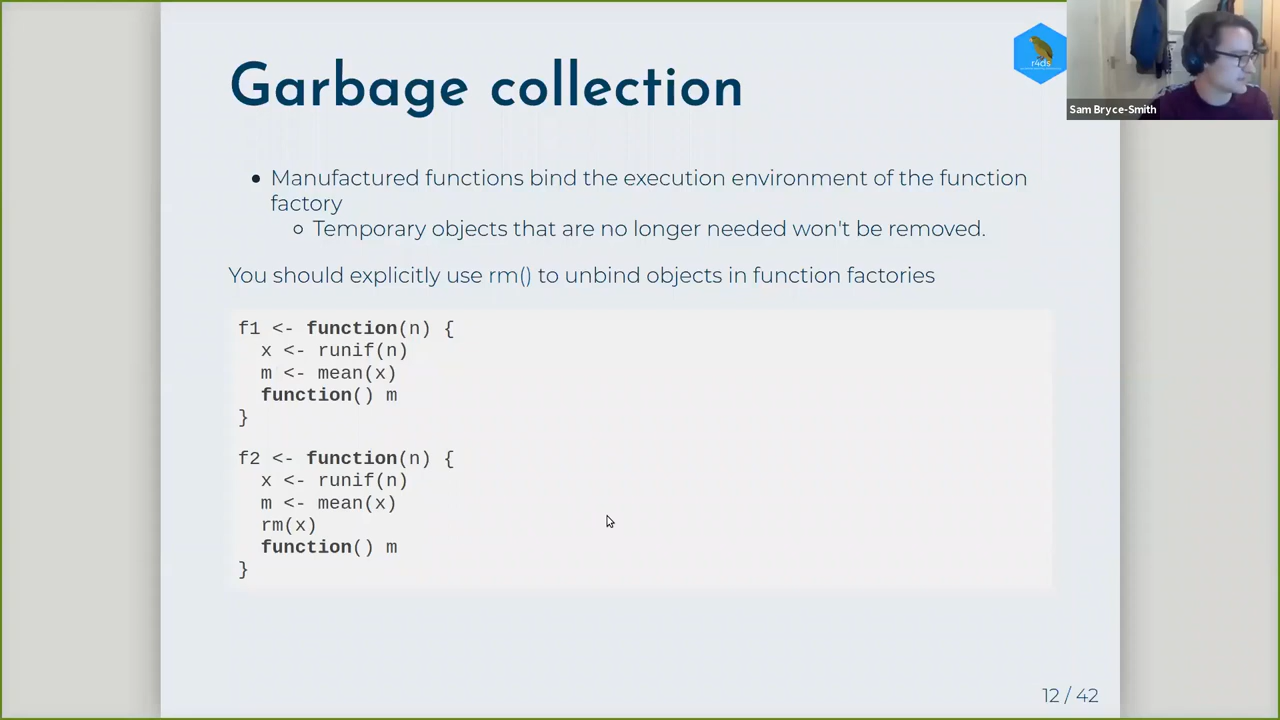 Garbage collection
r4ds
Sam Bryce-Smith
Manufactured functions bind the execution environment of the function
factory
Temporary objects that are no longer needed won't be removed.
You should explicitly use rm() to unbind objects in function factories
f1 <- function(n) {
  x <- runif(n)
  m <- mean(x)
  function() m
}
f2 <- function(n) {
  x <- runif(n)
  m <- mean(x)
  rm(x)
  function() m
}
12 / 42